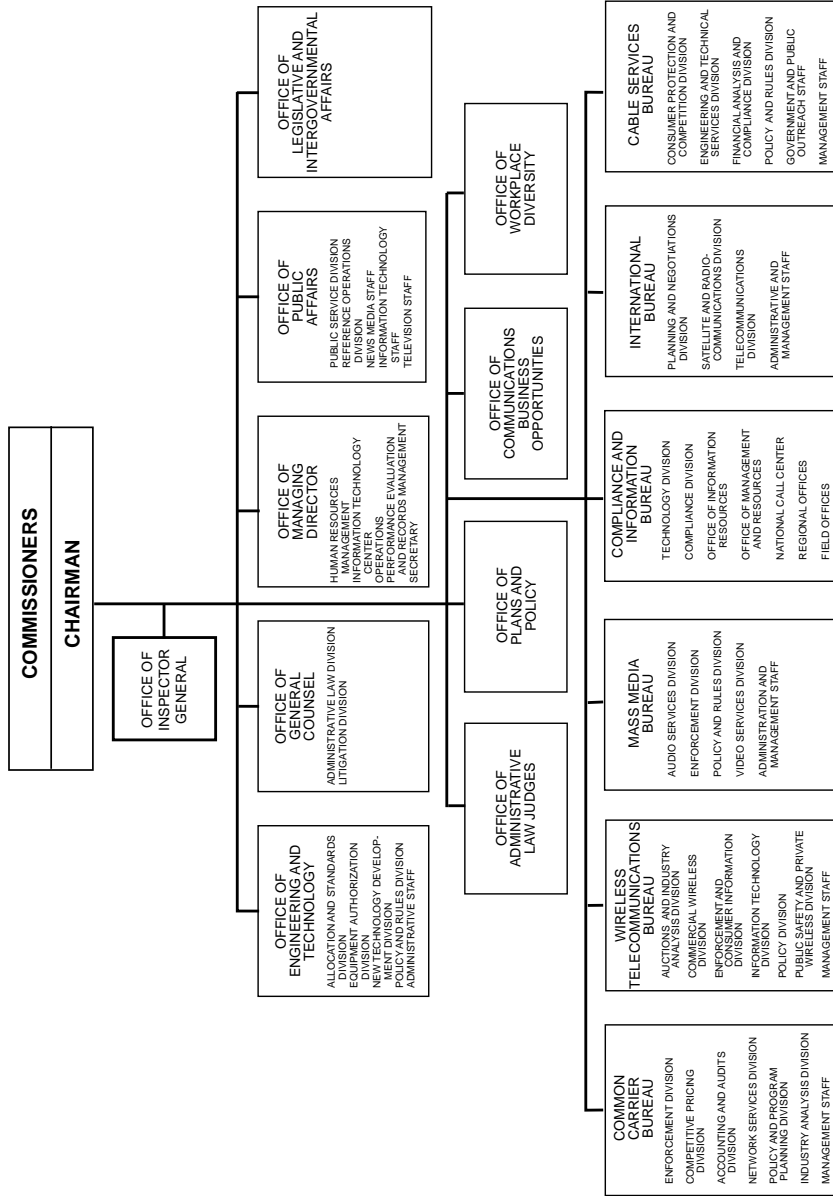 COMMISSIONERS
CHAIRMAN
OFFICE OF
INSPECTOR
GENERAL
OFFICE OF
ENGINEERING AND
TECHNOLOGY
ALLOCATION AND STANDARDS
DIVISION
EQUIPMENT AUTHORIZATION
DIVISION
NEW TECHNOLOGY DEVELOP-
MENT DIVISION
POLICY AND RULES DIVISION
ADMINISTRATIVE STAFF
OFFICE OF
GENERAL
COUNSEL
ADMINISTRATIVE LAW DIVISION
LITIGATION DIVISION
OFFICE OF
MANAGING
DIRECTOR
HUMAN RESOURCES
MANAGEMENT
INFORMATION TECHNOLOGY
CENTER
OPERATIONS
PERFORMANCE EVALUATION
AND RECORDS MANAGEMENT
SECRETARY
OFFICE OF
PUBLIC
AFFAIRS
PUBLIC SERVICE DIVISION
REFERENCE OPERATIONS
DIVISION
NEWS MEDIA STAFF
INFORMATION TECHNOLOGY
STAFF
TELEVISION STAFF
OFFICE OF
LEGISLATIVE AND
INTERGOVERNMENTAL
AFFAIRS
OFFICE OF
ADMINISTRATIVE
LAW JUDGES
OFFICE OF
PLANS AND
POLICY
OFFICE OF
COMMUNICATIONS
BUSINESS
OPPORTUNITIES
OFFICE OF
WORKPLACE
DIVERSITY
COMMON
CARRIER
BUREAU
ENFORCEMENT DIVISION
COMPETITIVE PRICING
DIVISION
ACCOUNTING AND AUDITS
DIVISION
NETWORK SERVICES DIVISION
POLICY AND PROGRAM
PLANNING DIVISION
INDUSTRY ANALYSIS DIVISION
MANAGEMENT STAFF
WIRELESS
TELECOMMUNICATIONS
BUREAU
AUCTIONS AND INDUSTRY
ANALYSIS DIVISION
COMMERCIAL WIRELESS
DIVISION
ENFORCEMENT AND
CONSUMER INFORMATION
DIVISION
INFORMATION TECHNOLOGY
DIVISION
POLICY DIVISION
PUBLIC SAFETY AND PRIVATE
WIRELESS DIVISION
MANAGEMENT STAFF
MASS MEDIA
BUREAU
AUDIO SERVICES DIVISION
ENFORCEMENT DIVISION
POLICY AND RULES DIVISION
VIDEO SERVICES DIVISION
ADMINISTRATION AND
MANAGEMENT STAFF
COMPLIANCE AND
INFORMATION
BUREAU
TECHNOLOGY DIVISION
COMPLIANCE DIVISION
OFFICE OF INFORMATION
RESOURCES
OFFICE OF MANAGEMENT
AND RESOURCES
NATIONAL CALL CENTER
REGIONAL OFFICES
FIELD OFFICES
INTERNATIONAL
BUREAU
PLANNING AND NEGOTIATIONS
DIVISION
SATELLITE AND RADIO-
COMMUNICATIONS DIVISION
TELECOMMUNICATIONS
DIVISION
ADMINISTRATIVE AND
MANAGEMENT STAFF
CABLE SERVICES
BUREAU
CONSUMER PROTECTION AND
COMPETITION DIVISION
ENGINEERING AND TECHNICAL
SERVICES DIVISION
FINANCIAL ANALYSIS AND
COMPLIANCE DIVISION
POLICY AND RULES DIVISION
GOVERNMENT AND PUBLIC
OUTREACH STAFF
MANAGEMENT STAFF